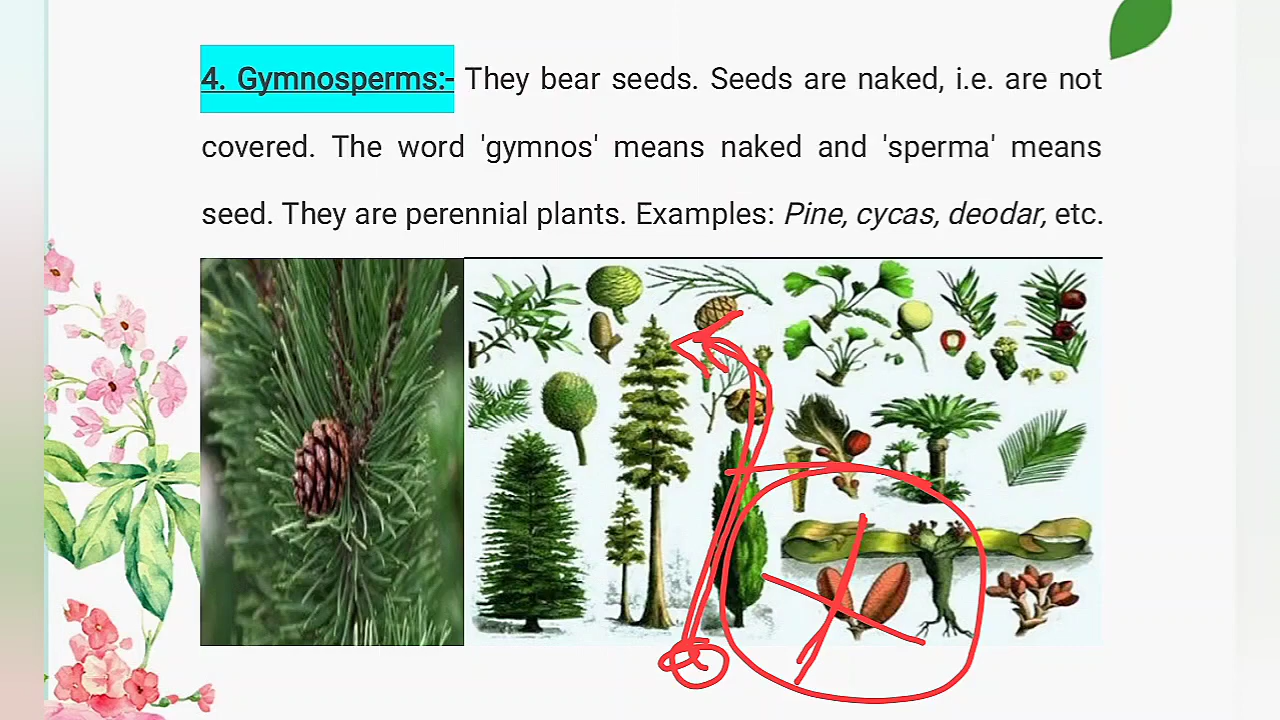 4. Gymnosperms:- They bear seeds. Seeds are naked, i.e. are not
covered. The word 'gymnos' means naked and 'sperma' means
seed. They are perennial plants. Examples: Pine, cycas, deodar, etc.